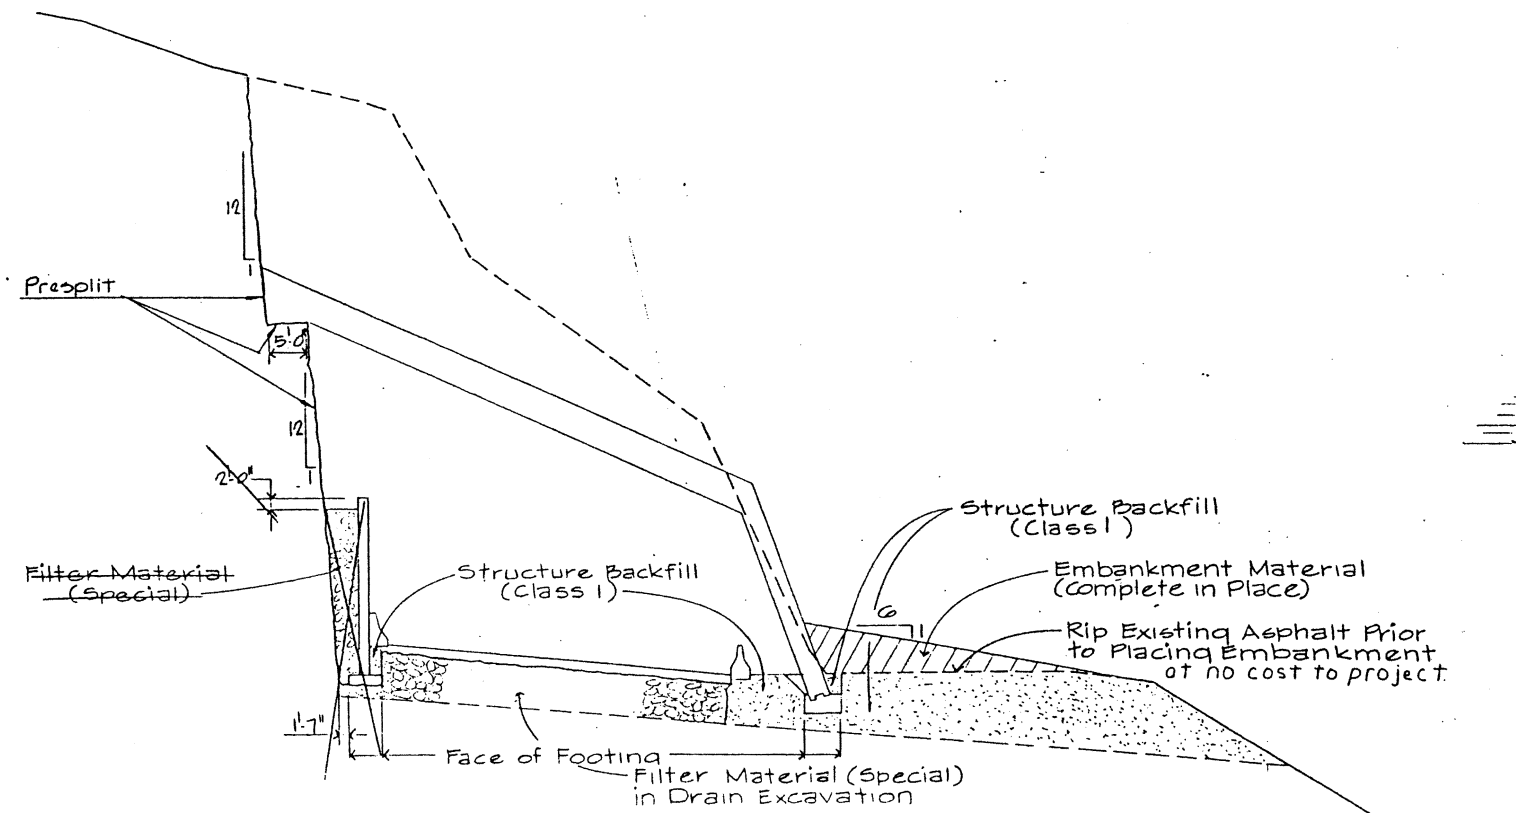 12
1
Presplit
5'-0"
12
1
2'-0"
Filter Material
(Special)
Structure Backfill
(Class 1)
Structure Backfill
(Class 1)
Embankment Material
(Complete in Place)
6
1
Rip Existing Asphalt Prior
to Placing Embankment
at no cost to project
1'-7"
Face of Footing
Filter Material (Special)
in Drain Excavation